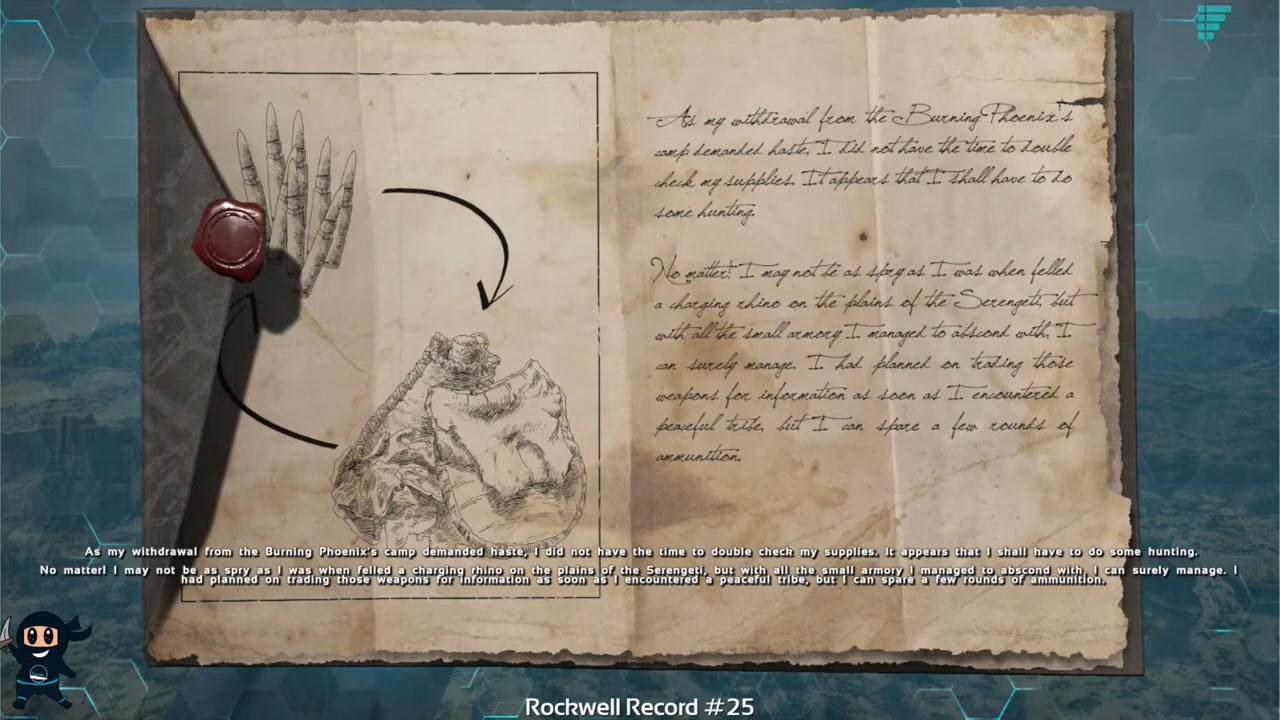 As my withdrawal from the Burning Phoenix's
camp demanded haste, I did not have the time to double
check my supplies. It appears that I shall have to do
some hunting.
No matter! I may not be as spry as I was when felled
a charging rhino on the plains of the Serengeti, but
with all the small armory I managed to abscond with, I
can surely manage. I had planned on trading those
weapons for information as soon as I encountered a
peaceful tribe, but I can spare a few rounds of
ammunition.
As my withdrawal from the Burning Phoenix's camp demanded haste, I did not have the time to double check my supplies. It appears that I shall have to do some hunting.
No matter! I may not be as spry as I was when felled a charging rhino on the plains of the Serengeti, but with all the small armory I managed to abscond with, I can surely manage. I
had planned on trading those weapons for information as soon as I encountered a peaceful tribe, but I can spare a few rounds of ammunition.
Rockwell Record #25